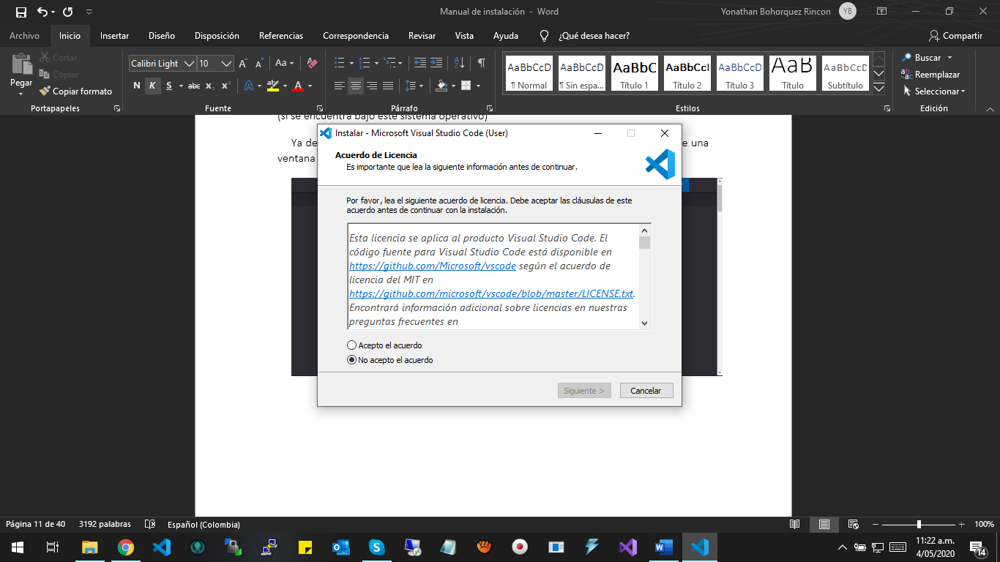 Manual de instalación - Word
Yonathan Bohorquez Rincon
YB
Archivo
Inicio
Insertar
Diseño
Disposición
Referencias
Correspondencia
Revisar
Vista
Ayuda
¿Qué desea hacer?
Compartir
Pegar
Cortar
Copiar
Copiar formato
Portapapeles
Calibri Light
10
Aa
N K S abc x₂ x²
A
Fuente
Párrafo
AaBbCcD
¶ Normal
AaBbCcD
¶ Sin espa...
AaBbC
Título 1
AaBbCcI
Título 2
AaBbCcD
Título 3
AaB
Título
AaBbCcD
Subtítulo
Estilos
Buscar
Reemplazar
Seleccionar
Edición
(si se encuentra bajo este sistema operativo)
Ya de
e una
ventana
Instalar - Microsoft Visual Studio Code (User)
Acuerdo de Licencia
Es importante que lea la siguiente información antes de continuar.
Por favor, lea el siguiente acuerdo de licencia. Debe aceptar las cláusulas de este
acuerdo antes de continuar con la instalación.
Esta licencia se aplica al producto Visual Studio Code. El
código fuente para Visual Studio Code está disponible en
https://github.com/Microsoft/vscode según el acuerdo de
licencia del MIT en
https://github.com/microsoft/vscode/blob/master/LICENSE.txt.
Encontrará información adicional sobre licencias en nuestras
preguntas frecuentes en
Acepto el acuerdo
No acepto el acuerdo
Siguiente >
Cancelar
Página 11 de 40
3192 palabras
Español (Colombia)
100%
11:22 a.m.
4/05/2020
14